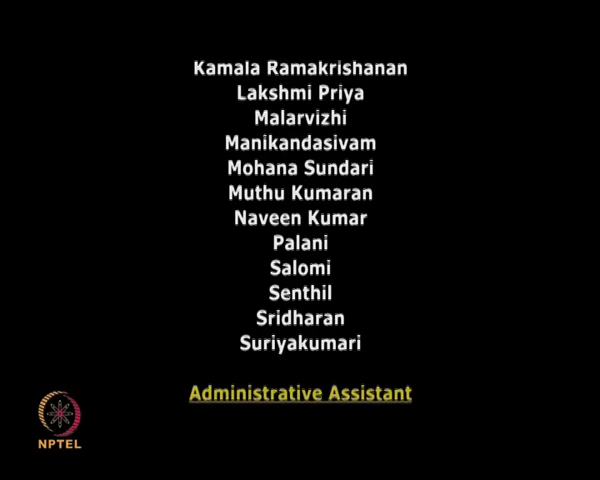 Kamala Ramakrishanan
Lakshmi Priya
Malarvizhi
Manikandasivam
Mohana Sundari
Muthu Kumaran
Naveen Kumar
Palani
Salomi
Senthil
Sridharan
Suriyakumari
Administrative Assistant
NPTEL